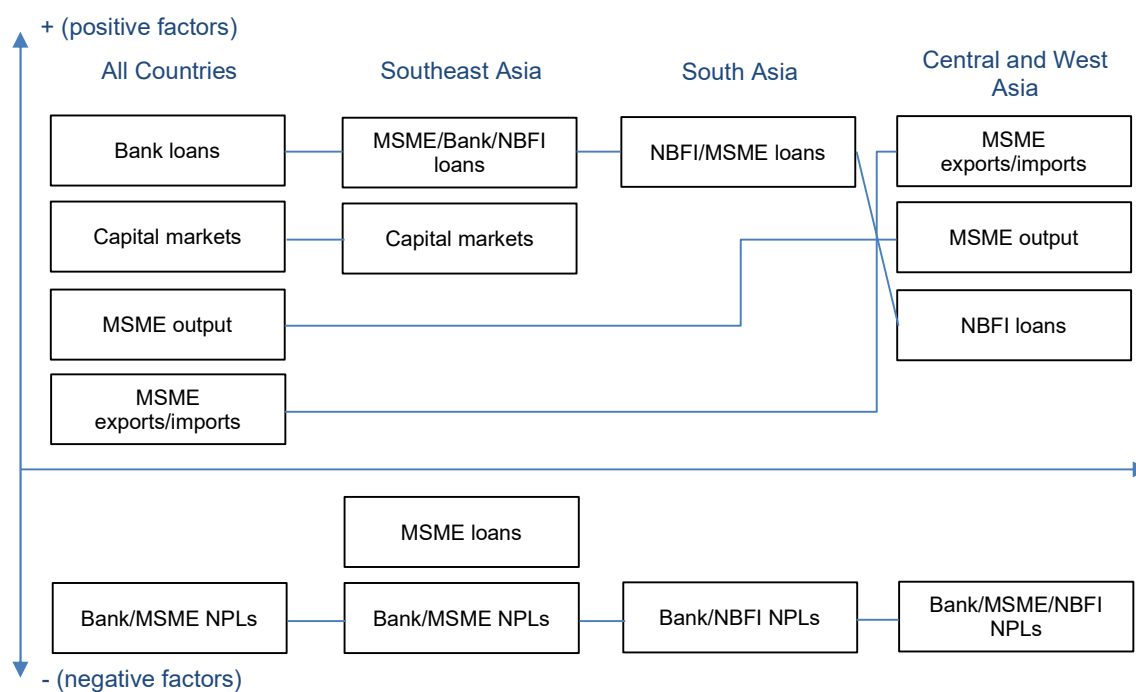 + (positive factors)
All Countries
Southeast Asia
South Asia
Central and West
Asia
Bank loans
MSME/Bank/NBFI
loans
NBFI/MSME loans
MSME
exports/imports
Capital markets
Capital markets
MSME output
MSME output
NBFI loans
MSME
exports/imports
MSME loans
Bank/MSME NPLs
Bank/MSME NPLs
Bank/NBFI NPLs
Bank/MSME/NBFI
NPLs
- (negative factors)